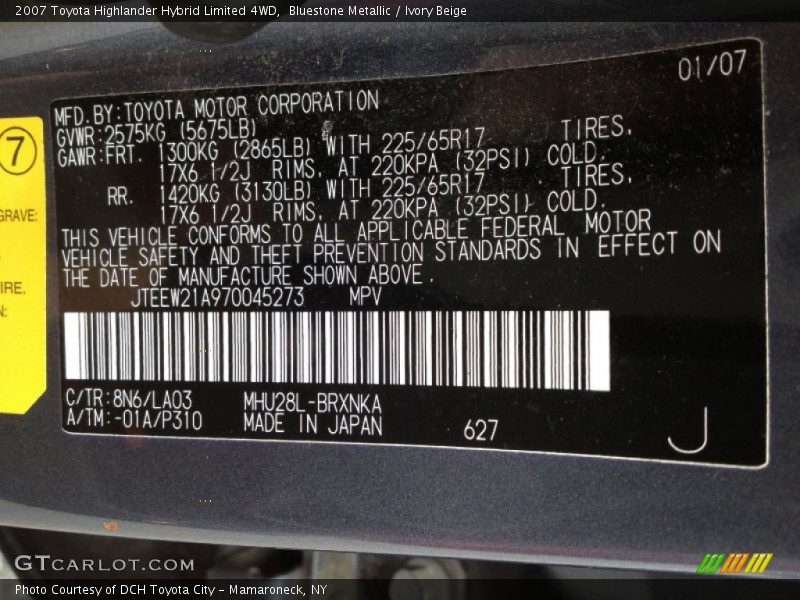 2007 Toyota Highlander Hybrid Limited 4WD, Bluestone Metallic / Ivory Beige
01/07
MFD.BY:TOYOTA MOTOR CORPORATION
GVWR:2575KG (5675LB)
GAWR:FRT. 1300KG (2865LB) WITH 225/65R17 TIRES,
17X6 1/2J RIMS, AT 220KPA (32PSI) COLD.
RR. 1420KG (3130LB) WITH 225/65R17 TIRES,
17X6 1/2J RIMS, AT 220KPA (32PSI) COLD.
THIS VEHICLE CONFORMS TO ALL APPLICABLE FEDERAL MOTOR
VEHICLE SAFETY AND THEFT PREVENTION STANDARDS IN EFFECT ON
THE DATE OF MANUFACTURE SHOWN ABOVE.
JTEEW21A970045273 MPV
C/TR:8N6/LA03 MHU28L-BRXNKA
A/TM:-01A/P310 MADE IN JAPAN 627
J
7
GRAVE:
IRE.
N:
GTCARLOT.COM
Photo Courtesy of DCH Toyota City - Mamaroneck, NY